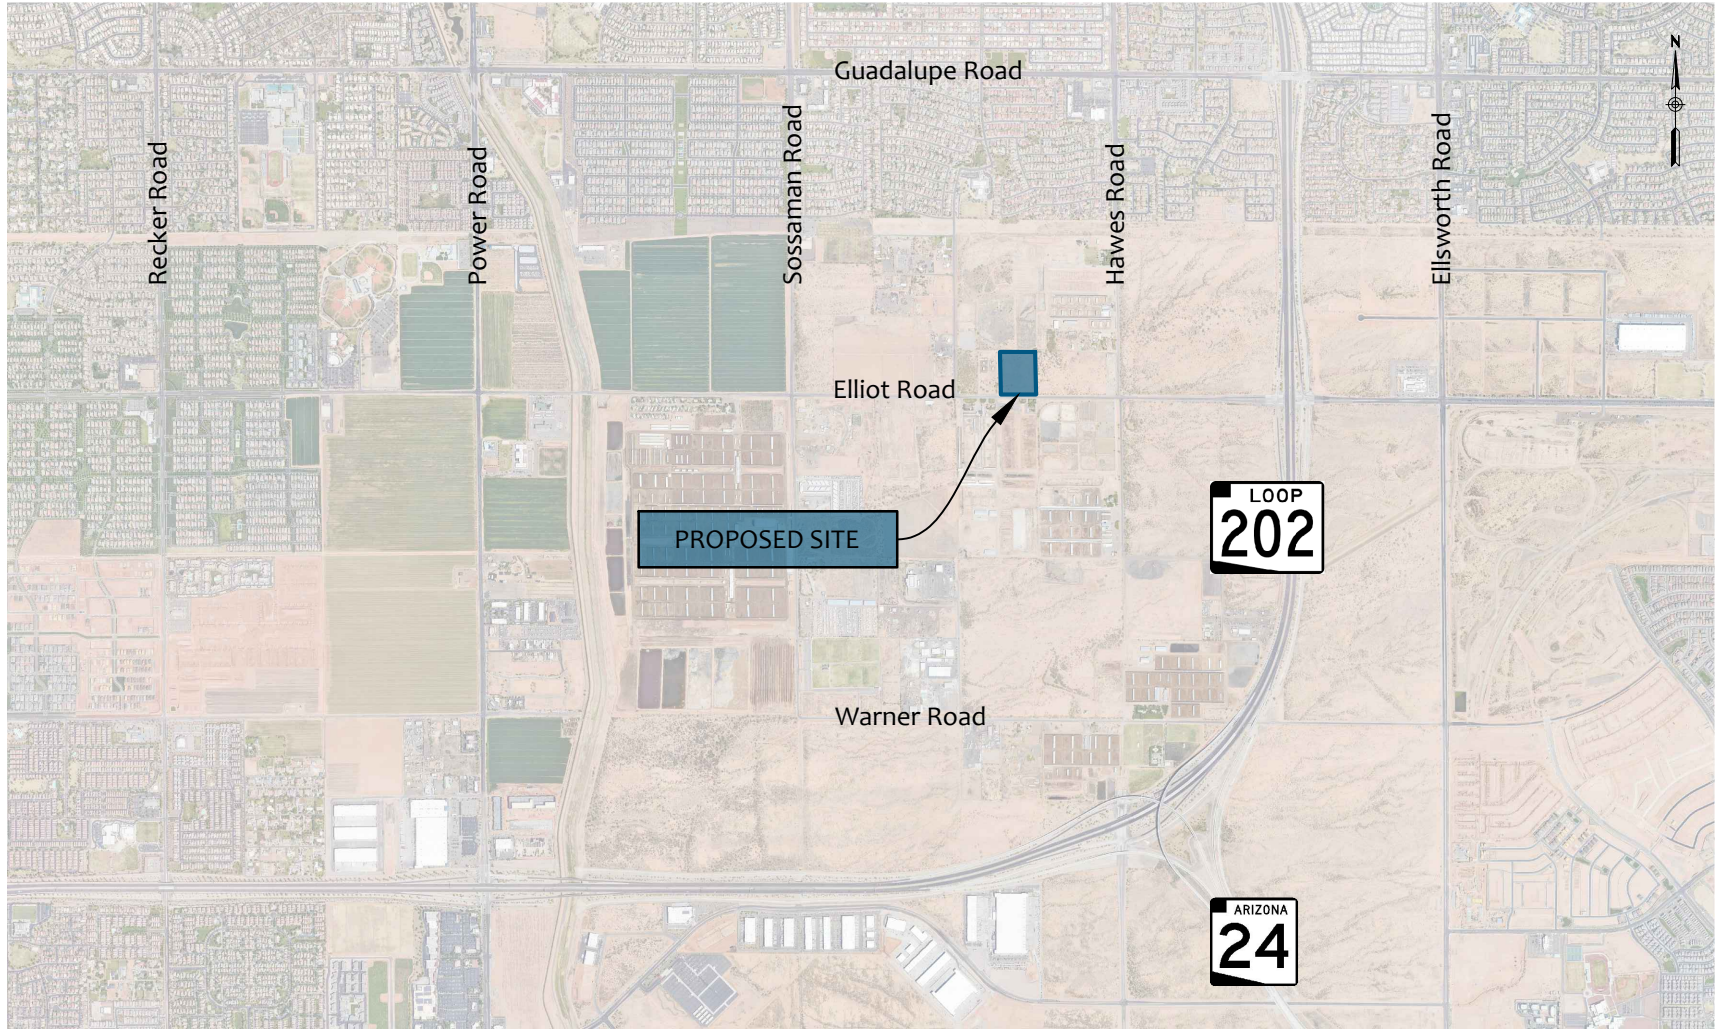 N
Guadalupe Road
Recker Road
Power Road
Sossaman Road
Hawes Road
Ellsworth Road
Elliot Road
PROPOSED SITE
LOOP
202
Warner Road
ARIZONA
24